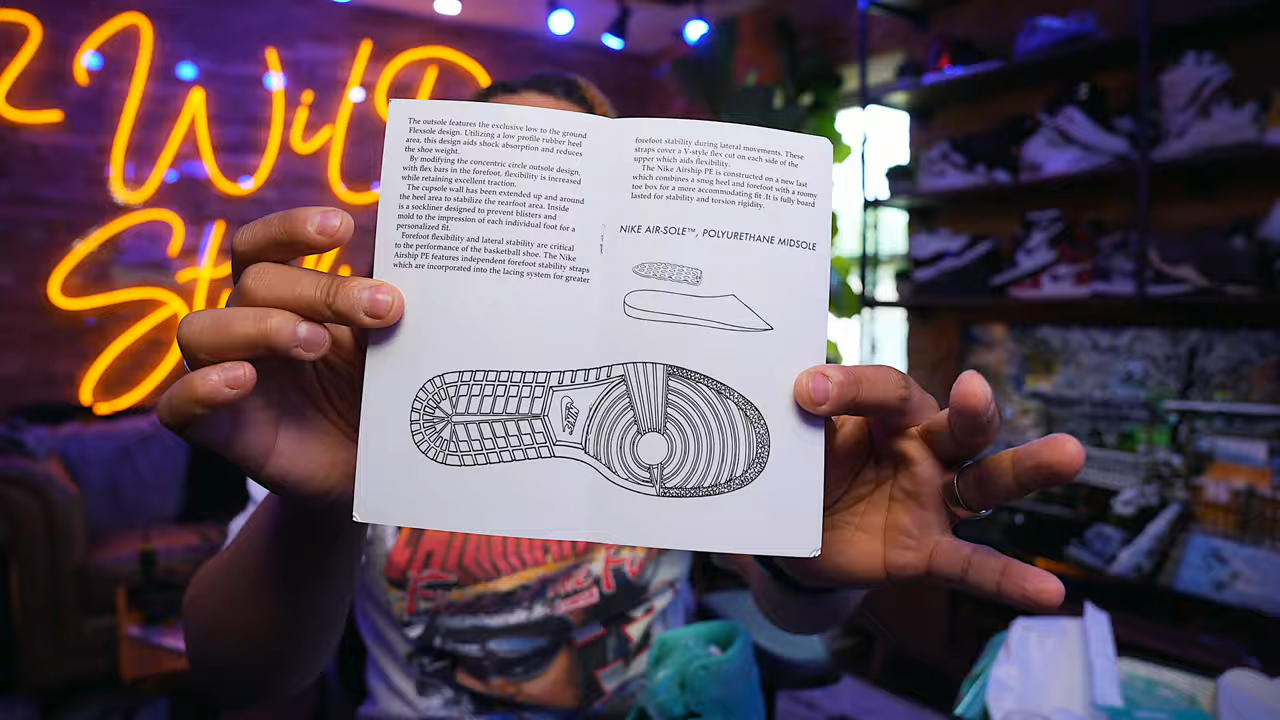 Wild
Sty
The outsole features the exclusive low to the ground
Flexsole design. Utilizing a low profile rubber heel
area, this design aids shock absorption and reduces
the shoe weight.
By modifying the concentric circle outsole design,
with flex bars in the forefoot, flexibility is increased
while retaining excellent traction.
The cupsole wall has been extended up and around
the heel area to stabilize the rearfoot area. Inside
is a sockliner designed to prevent blisters and
mold to the impression of each individual foot for a
personalized fit.
Forefoot flexibility and lateral stability are critical
to the performance of the basketball shoe. The Nike
Airship PE features independent forefoot stability straps
which are incorporated into the lacing system for greater
forefoot stability during lateral movements. These
straps cover a V-style flex cut on each side of the
upper which aids flexibility.
The Nike Airship PE is constructed on a new last
which combines a snug heel and forefoot with a roomy
toe box for a more accommodating fit .It is fully board
lasted for stability and torsion rigidity.
NIKE AIR-SOLE™, POLYURETHANE MIDSOLE
NIKE